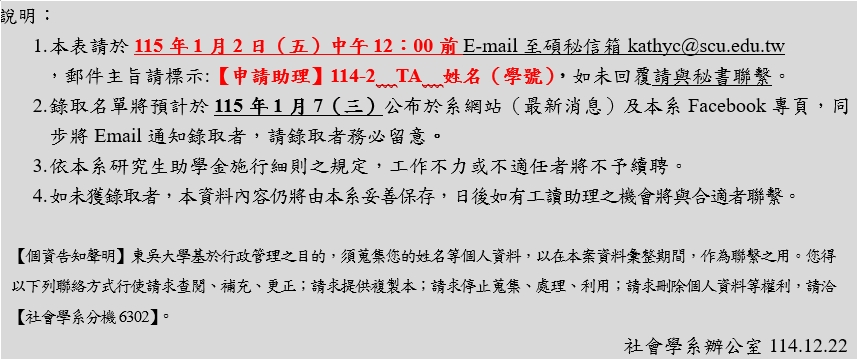 說明：
1.本表請於 115 年 1 月 2 日（五）中午 12：00 前 E-mail 至碩秘信箱 kathyc@scu.edu.tw
，郵件主旨請標示:【申請助理】114-2__TA__姓名（學號），如未回覆請與秘書聯繫。
2.錄取名單將預計於 115 年 1 月 7（三）公布於系網站（最新消息）及本系 Facebook 專頁，同
步將 Email 通知錄取者，請錄取者務必留意。
3.依本系研究生助學金施行細則之規定，工作不力或不適任者將不予續聘。
4.如未獲錄取者，本資料內容仍將由本系妥善保存，日後如有工讀助理之機會將與合適者聯繫。
【個資告知聲明】東吳大學基於行政管理之目的，須蒐集您的姓名等個人資料，以在本案資料彙整期間，作為聯繫之用。您得
以下列聯絡方式行使請求查閱、補充、更正；請求提供複製本；請求停止蒐集、處理、利用；請求刪除個人資料等權利，請洽
【社會學系分機 6302】。
社會學系辦公室 114.12.22